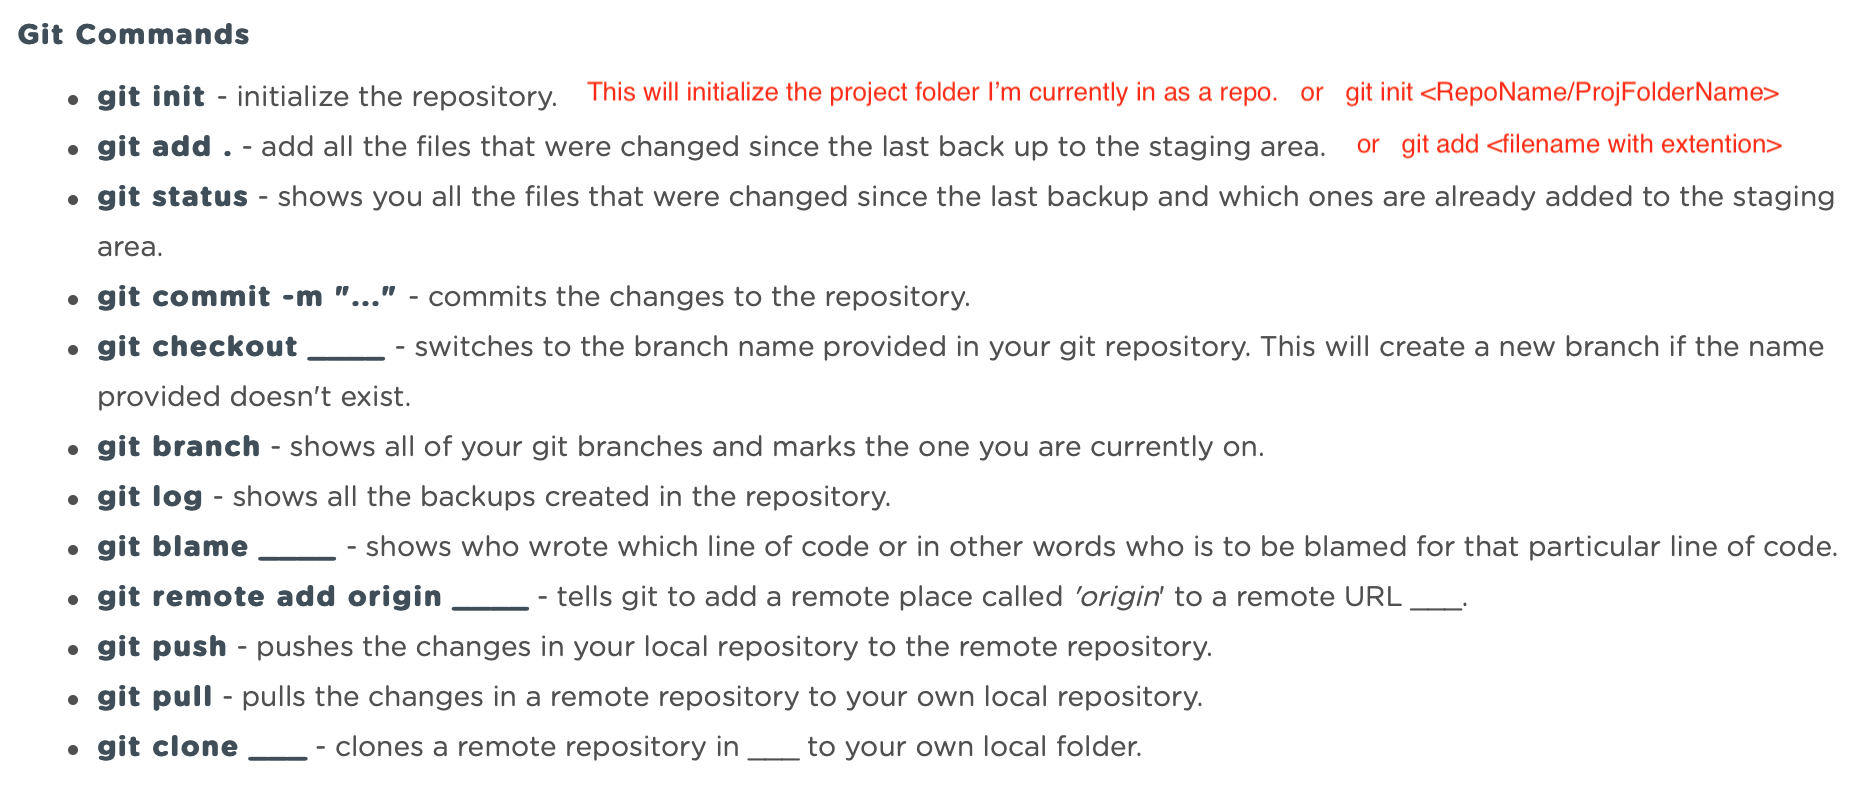 Git Commands
• git init - initialize the repository. This will initialize the project folder I'm currently in as a repo. or git init <RepoName/ProjFolderName>
• git add . - add all the files that were changed since the last back up to the staging area. or git add <filename with extention>
• git status - shows you all the files that were changed since the last backup and which ones are already added to the staging
area.
• git commit -m "..." - commits the changes to the repository.
• git checkout ____ - switches to the branch name provided in your git repository. This will create a new branch if the name
provided doesn't exist.
• git branch - shows all of your git branches and marks the one you are currently on.
• git log - shows all the backups created in the repository.
• git blame ____ - shows who wrote which line of code or in other words who is to be blamed for that particular line of code.
• git remote add origin ____ - tells git to add a remote place called 'origin' to a remote URL ___.
• git push - pushes the changes in your local repository to the remote repository.
• git pull - pulls the changes in a remote repository to your own local repository.
• git clone ___ - clones a remote repository in ___ to your own local folder.